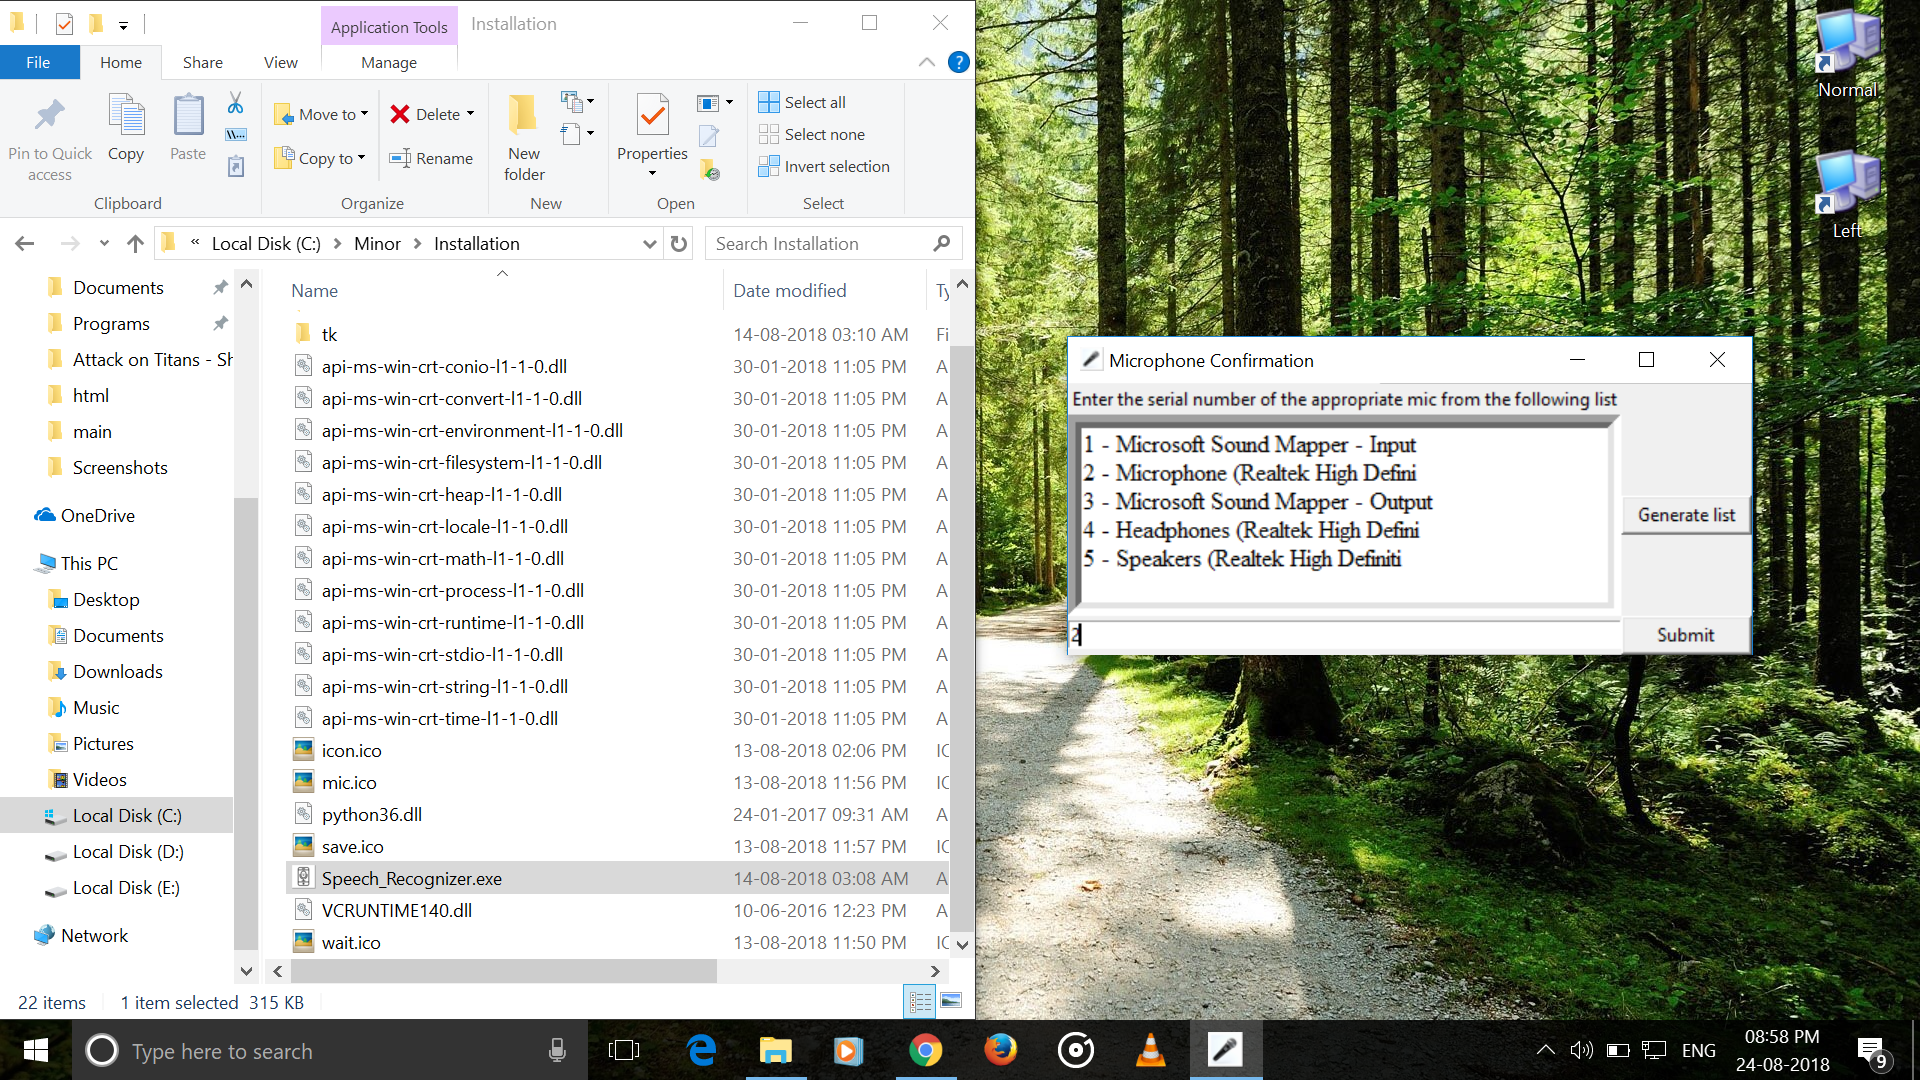 Application Tools
Installation
File
Home
Share
View
Manage
Pin to Quick access
Copy
Paste
Move to
Copy to
Delete
Rename
New folder
Properties
Select all
Select none
Invert selection
Clipboard
Organize
New
Open
Select
« Local Disk (C:) > Minor > Installation
Search Installation
Documents
Programs
Attack on Titans - Sh
html
main
Screenshots
OneDrive
This PC
Desktop
Documents
Downloads
Music
Pictures
Videos
Local Disk (C:)
Local Disk (D:)
Local Disk (E:)
Network
Name Date modified Ty
tk 14-08-2018 03:10 AM Fi
api-ms-win-crt-conio-l1-1-0.dll 30-01-2018 11:05 PM A
api-ms-win-crt-convert-l1-1-0.dll 30-01-2018 11:05 PM A
api-ms-win-crt-environment-l1-1-0.dll 30-01-2018 11:05 PM A
api-ms-win-crt-filesystem-l1-1-0.dll 30-01-2018 11:05 PM A
api-ms-win-crt-heap-l1-1-0.dll 30-01-2018 11:05 PM A
api-ms-win-crt-locale-l1-1-0.dll 30-01-2018 11:05 PM A
api-ms-win-crt-math-l1-1-0.dll 30-01-2018 11:05 PM A
api-ms-win-crt-process-l1-1-0.dll 30-01-2018 11:05 PM A
api-ms-win-crt-runtime-l1-1-0.dll 30-01-2018 11:05 PM A
api-ms-win-crt-stdio-l1-1-0.dll 30-01-2018 11:05 PM A
api-ms-win-crt-string-l1-1-0.dll 30-01-2018 11:05 PM A
api-ms-win-crt-time-l1-1-0.dll 30-01-2018 11:05 PM A
icon.ico 13-08-2018 02:06 PM IC
mic.ico 13-08-2018 11:56 PM IC
python36.dll 24-01-2017 09:31 AM A
save.ico 13-08-2018 11:57 PM IC
Speech_Recognizer.exe 14-08-2018 03:08 AM A
VCRUNTIME140.dll 10-06-2016 12:23 PM A
wait.ico 13-08-2018 11:50 PM IC
22 items 1 item selected 315 KB
Normal
Left
Microphone Confirmation
Enter the serial number of the appropriate mic from the following list
1 - Microsoft Sound Mapper - Input
2 - Microphone (Realtek High Defini
3 - Microsoft Sound Mapper - Output
4 - Headphones (Realtek High Defini
5 - Speakers (Realtek High Definiti
Generate list
2
Submit
Type here to search
ENG
08:58 PM
24-08-2018
9